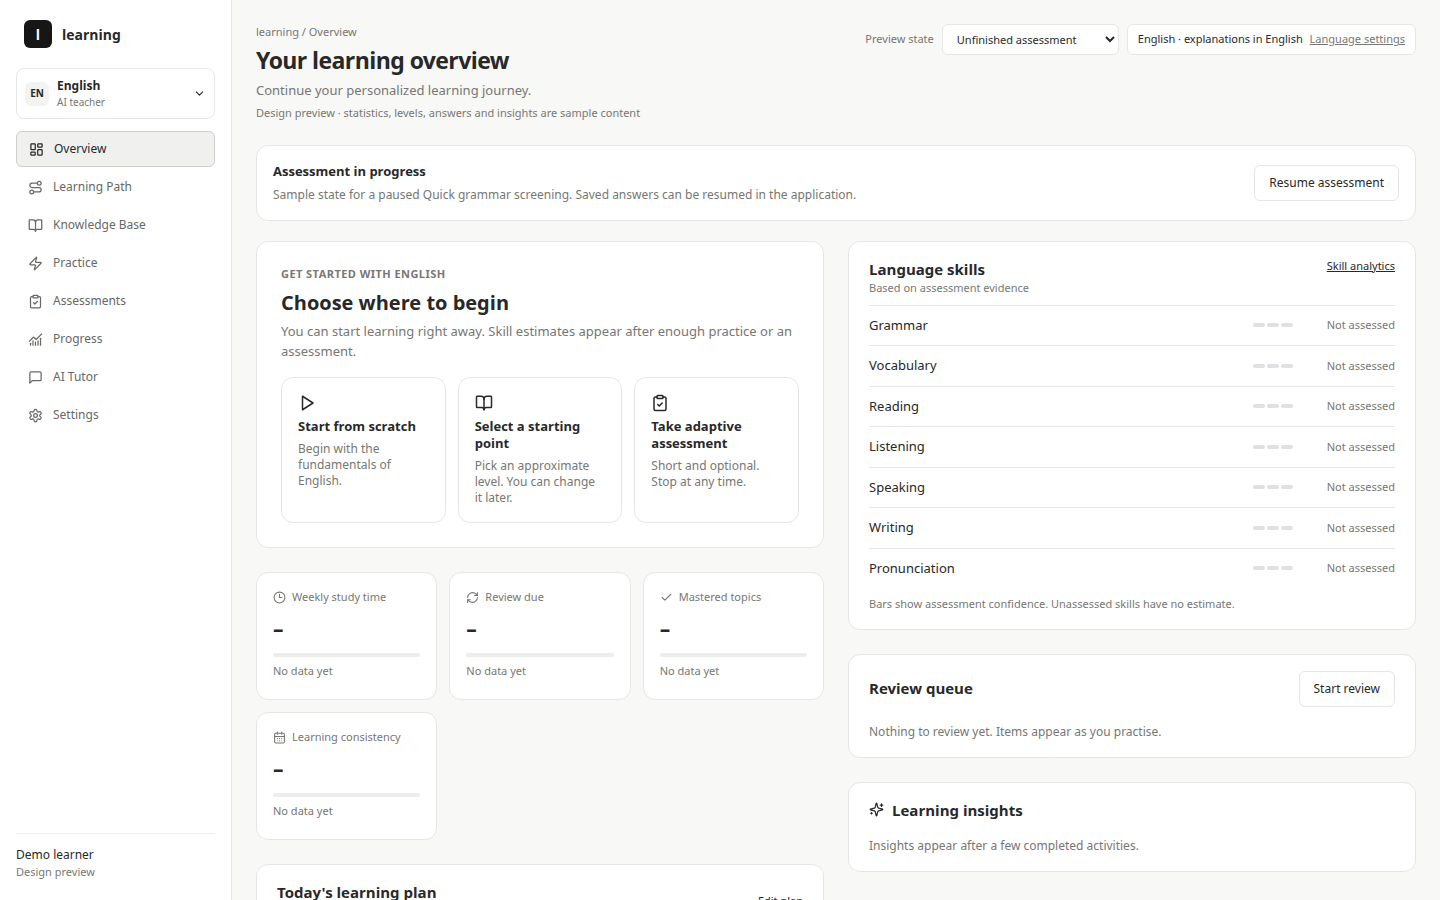 l
learning
EN
English
AI teacher
Overview
Learning Path
Knowledge Base
Practice
Assessments
Progress
AI Tutor
Settings
Demo learner
Design preview
learning / Overview
Your learning overview
Continue your personalized learning journey.
Design preview · statistics, levels, answers and insights are sample content
Preview state
Unfinished assessment
English · explanations in English Language settings
Assessment in progress
Sample state for a paused Quick grammar screening. Saved answers can be resumed in the application.
Resume assessment
GET STARTED WITH ENGLISH
Choose where to begin
You can start learning right away. Skill estimates appear after enough practice or an
assessment.
Start from scratch
Begin with the
fundamentals of
English.
Select a starting
point
Pick an approximate
level. You can change
it later.
Take adaptive
assessment
Short and optional.
Stop at any time.
Weekly study time
–
No data yet
Review due
–
No data yet
Mastered topics
–
No data yet
Learning consistency
–
No data yet
Today's learning plan
Edit plan
Language skills
Skill analytics
Based on assessment evidence
Grammar Not assessed
Vocabulary Not assessed
Reading Not assessed
Listening Not assessed
Speaking Not assessed
Writing Not assessed
Pronunciation Not assessed
Bars show assessment confidence. Unassessed skills have no estimate.
Review queue
Start review
Nothing to review yet. Items appear as you practise.
Learning insights
Insights appear after a few completed activities.